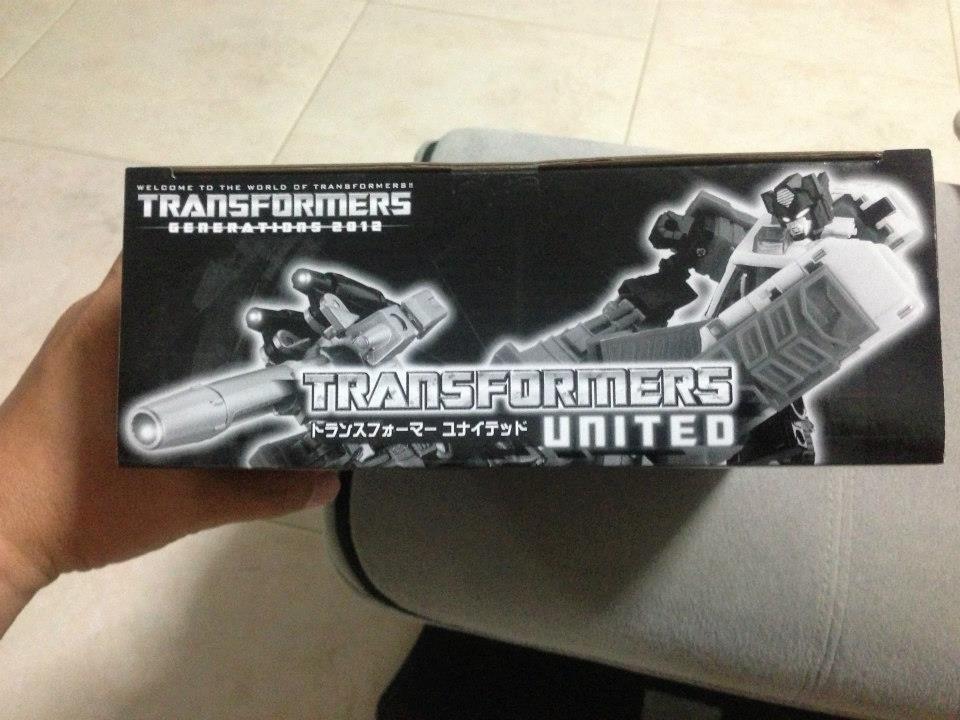 WELCOME TO THE WORLD OF TRANSFORMERS!!
TRANSFORMERS
GENERATIONS 2012
TRANSFORMERS
トランスフォーマー ユナイテッド UNITED